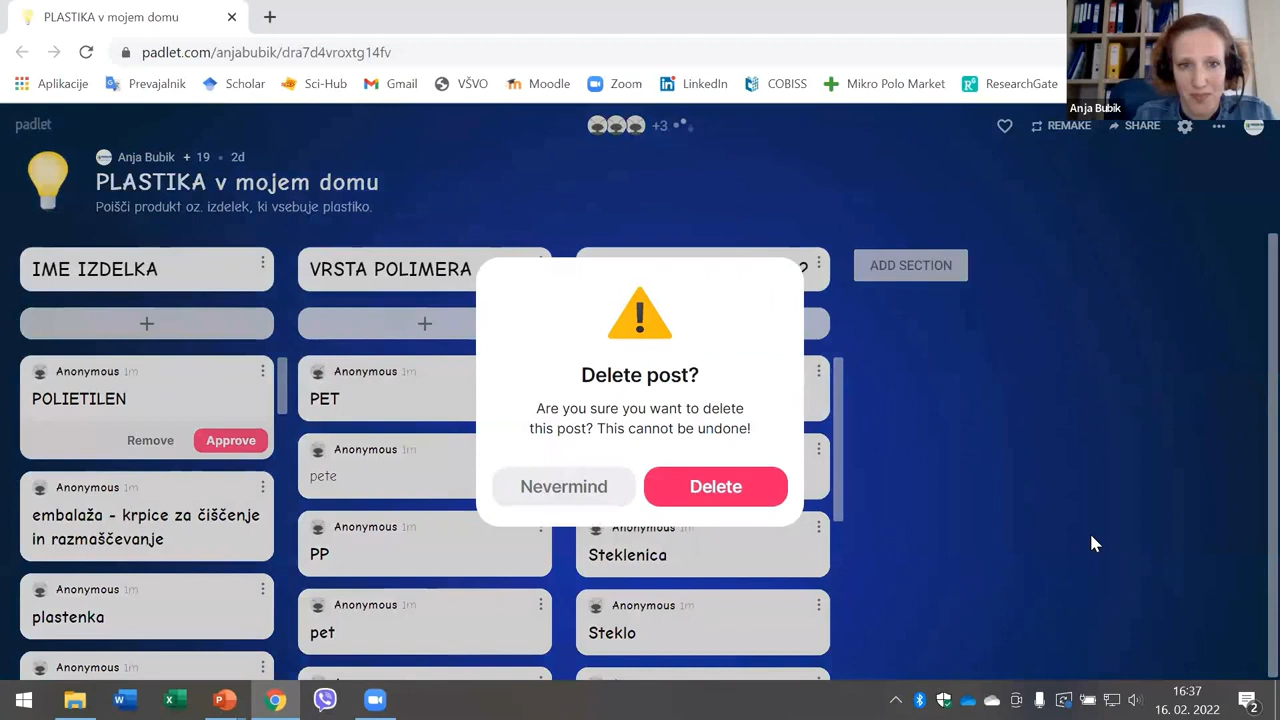 PLASTIKA v mojem domu
padlet.com/anjabubik/dra7d4vroxtg14fv
Aplikacije
Prevajalnik
Scholar
Sci-Hub
Gmail
VŠVO
Moodle
Zoom
LinkedIn
COBISS
Mikro Polo Market
ResearchGate
Anja Bubik
padlet
+3
REMAKE
SHARE
Anja Bubik + 19 • 2d
PLASTIKA v mojem domu
Poišči produkt oz. izdelek, ki vsebuje plastiko.
IME IZDELKA
VRSTA POLIMERA
?
ADD SECTION
Anonymous 1m
POLIETILEN
Remove
Approve
Anonymous 1m
embalaža - krpice za čiščenje
in razmaščevanje
Anonymous 1m
plastenka
Anonymous 1m
Anonymous 1m
PET
Anonymous 1m
pete
Anonymous 1m
PP
Anonymous 1m
pet
Delete post?
Are you sure you want to delete
this post? This cannot be undone!
Nevermind
Delete
Anonymous 1m
Steklenica
Anonymous 1m
Steklo
16:37
16. 02. 2022
2